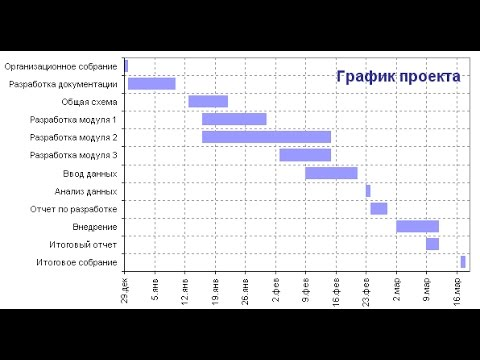 График проекта
Организационное собрание
Разработка документации
Общая схема
Разработка модуля 1
Разработка модуля 2
Разработка модуля 3
Ввод данных
Анализ данных
Отчет по разработке
Внедрение
Итоговый отчет
Итоговое собрание
29.дек
5.янв
12.янв
19.янв
26.янв
2.фев
9.фев
16.фев
23.фев
2.мар
9.мар
16.мар